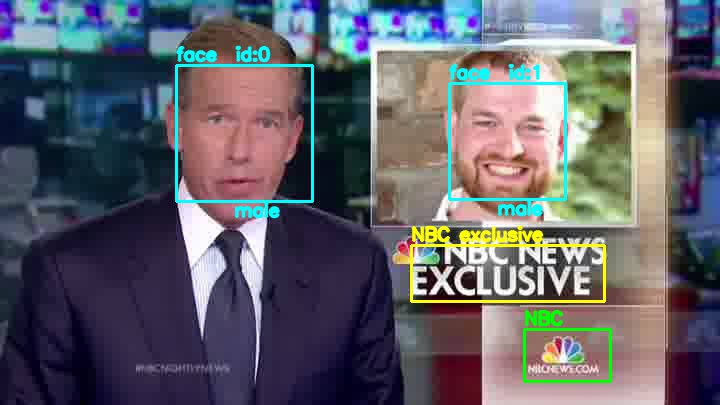 face id:0
face id:1
male
male
NBC exclusive
NBC NEWS
EXCLUSIVE
NBC
NBCNEWS.COM
#NBCNIGHTLYNEWS